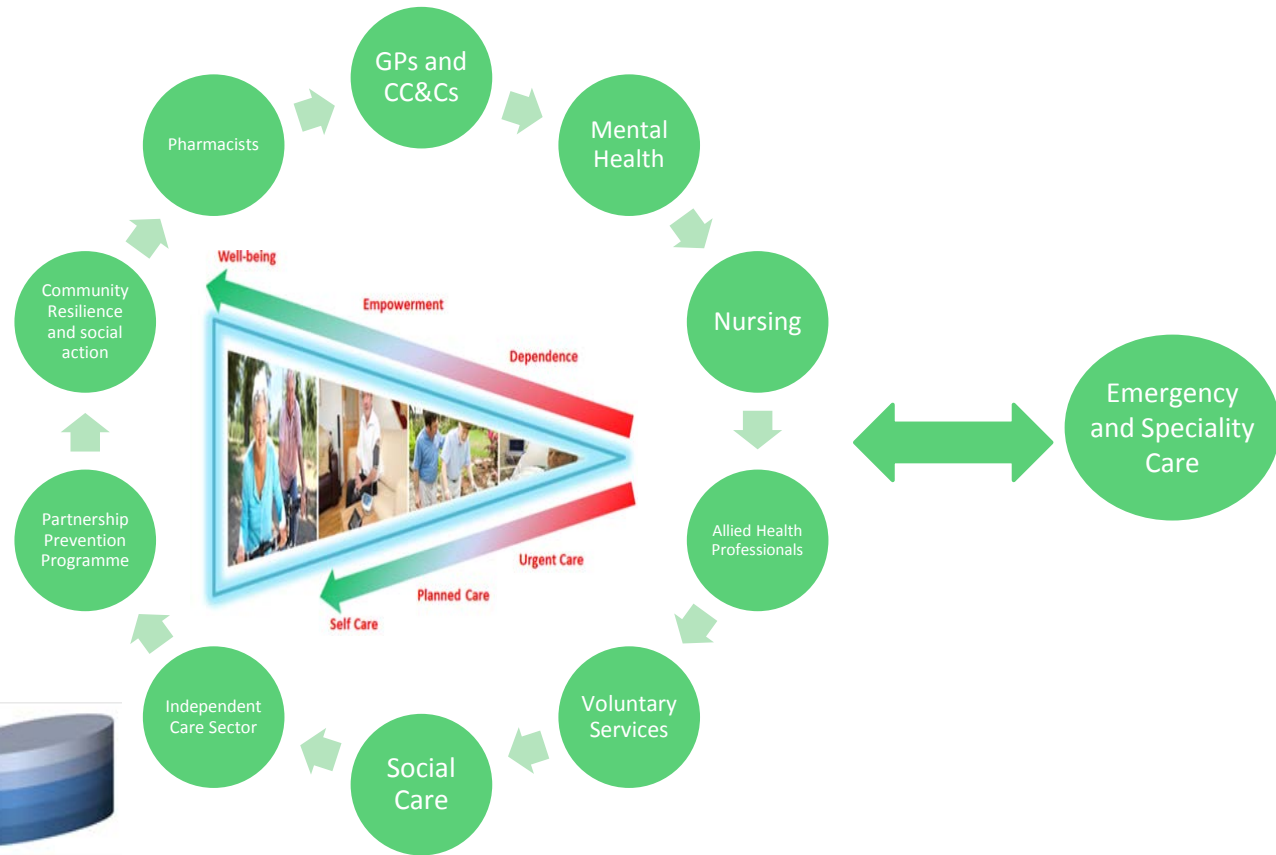 GPs and
CC&Cs
Mental
Health
Nursing
Allied Health
Professionals
Voluntary
Services
Social
Care
Independent
Care Sector
Partnership
Prevention
Programme
Community
Resilience
and social
action
Pharmacists
Well-being
Empowerment
Dependence
Urgent Care
Planned Care
Self Care
Emergency
and Speciality
Care